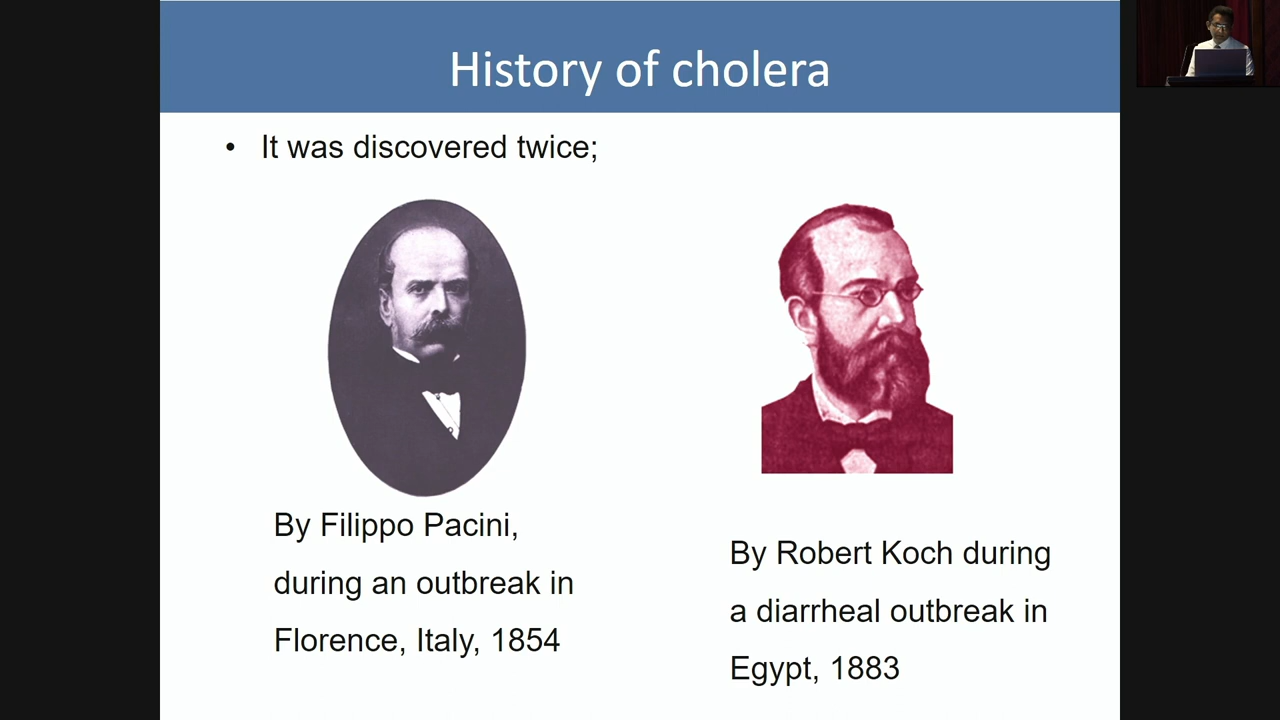 History of cholera
• It was discovered twice;
By Filippo Pacini,
during an outbreak in
Florence, Italy, 1854
By Robert Koch during
a diarrheal outbreak in
Egypt, 1883